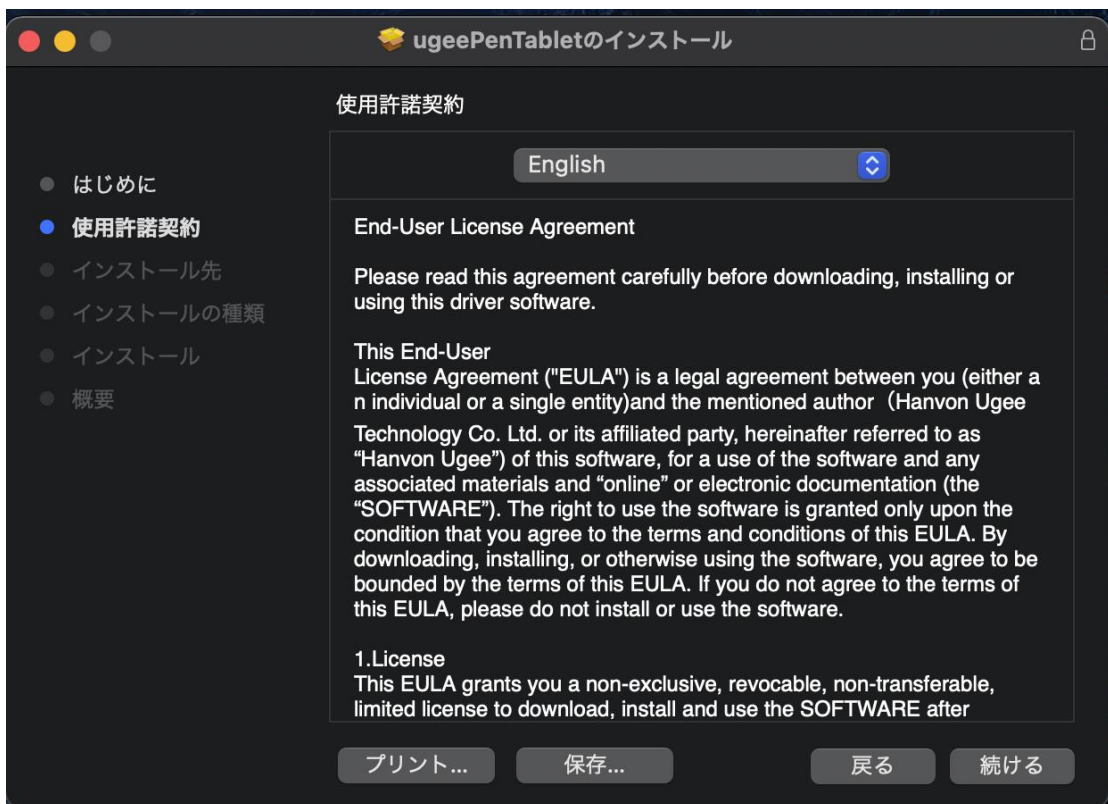 ugeePenTabletのインストール
使用許諾契約
English
はじめに
使用許諾契約
インストール先
インストールの種類
インストール
概要
End-User License Agreement
Please read this agreement carefully before downloading, installing or
using this driver software.
This End-User
License Agreement ("EULA") is a legal agreement between you (either a
n individual or a single entity)and the mentioned author（Hanvon Ugee
Technology Co. Ltd. or its affiliated party, hereinafter referred to as
“Hanvon Ugee”) of this software, for a use of the software and any
associated materials and “online” or electronic documentation (the
“SOFTWARE”). The right to use the software is granted only upon the
condition that you agree to the terms and conditions of this EULA. By
downloading, installing, or otherwise using the software, you agree to be
bounded by the terms of this EULA. If you do not agree to the terms of
this EULA, please do not install or use the software.
1.License
This EULA grants you a non-exclusive, revocable, non-transferable,
limited license to download, install and use the SOFTWARE after
プリント...
保存...
戻る
続ける